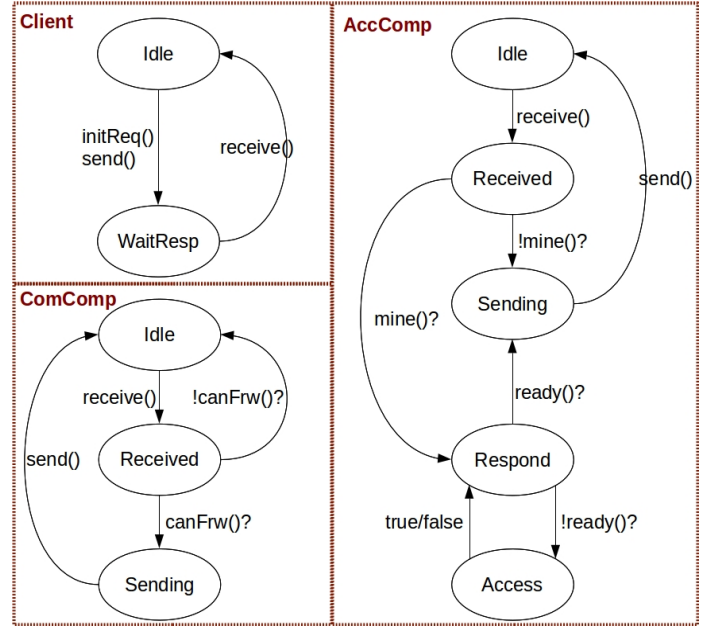 Client
Idle
initReq()
send()
receive()
WaitResp
ComComp
Idle
receive()
!canFrw()?
send()
Received
canFrw()?
Sending
AccComp
Idle
receive()
Received
send()
!mine()?
Sending
mine()?
ready()?
Respond
true/false
!ready()?
Access